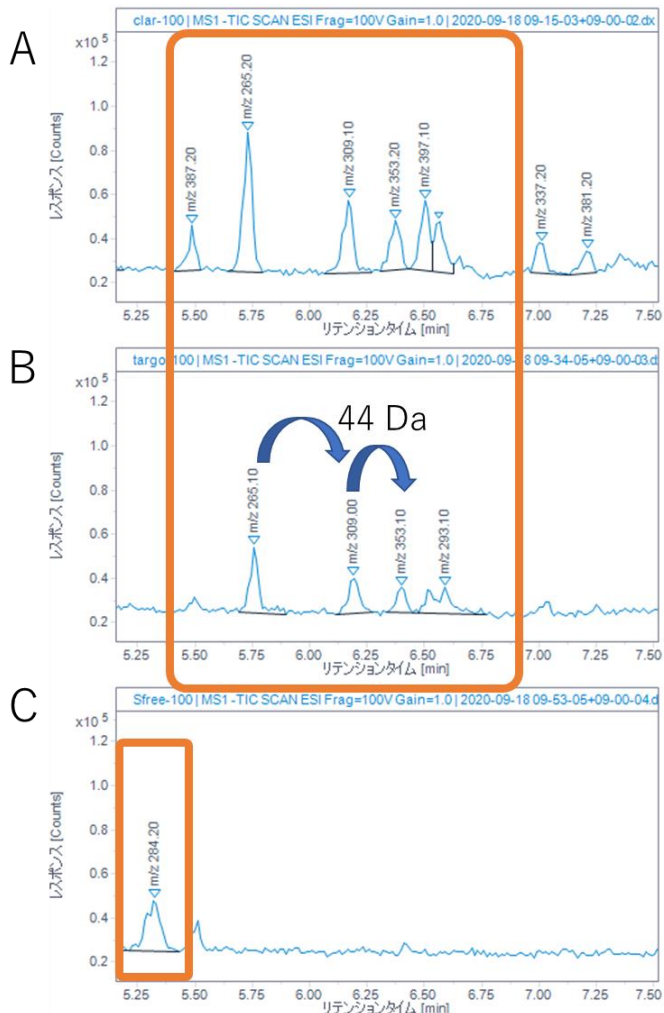 A
clar-100 | MS1 -TIC SCAN ESI Frag=100V Gain=1.0 | 2020-09-18 09-15-03+09-00-02.dx
x10 5
レスポンス [Counts]
1.2
1.0
0.8
0.6
0.4
0.2
m/z 387.20
m/z 265.20
m/z 309.10
m/z 353.20
m/z 397.10
m/z 337.20
m/z 381.20
5.25 5.50 5.75 6.00 6.25 6.50 6.75 7.00 7.25 7.50
リテンションタイム [min]
B
targo 100 | MS1 -TIC SCAN ESI Frag=100V Gain=1.0 | 2020-09- 8 09-34-05+09-00-03.d
x10 5
レスポンス [Counts]
1.2
1.0
0.8
0.6
0.4
0.2
44 Da
m/z 265.10
m/z 309.00
m/z 353.10
m/z 293.10
5.25 5.50 5.75 6.00 6.25 6.50 6.75 7.00 7.25 7.50
リテンションタイム [min]
C
Sfree-100 | MS1 -TIC SCAN ESI Frag=100V Gain=1.0 | 2020-09-18 09-53-05+09-00-04.d
x10 5
レスポンス [Counts]
1.2
1.0
0.8
0.6
0.4
0.2
m/z 284.20
5.25 5.50 5.75 6.00 6.25 6.50 6.75 7.00 7.25 7.50
リテンションタイム [min]